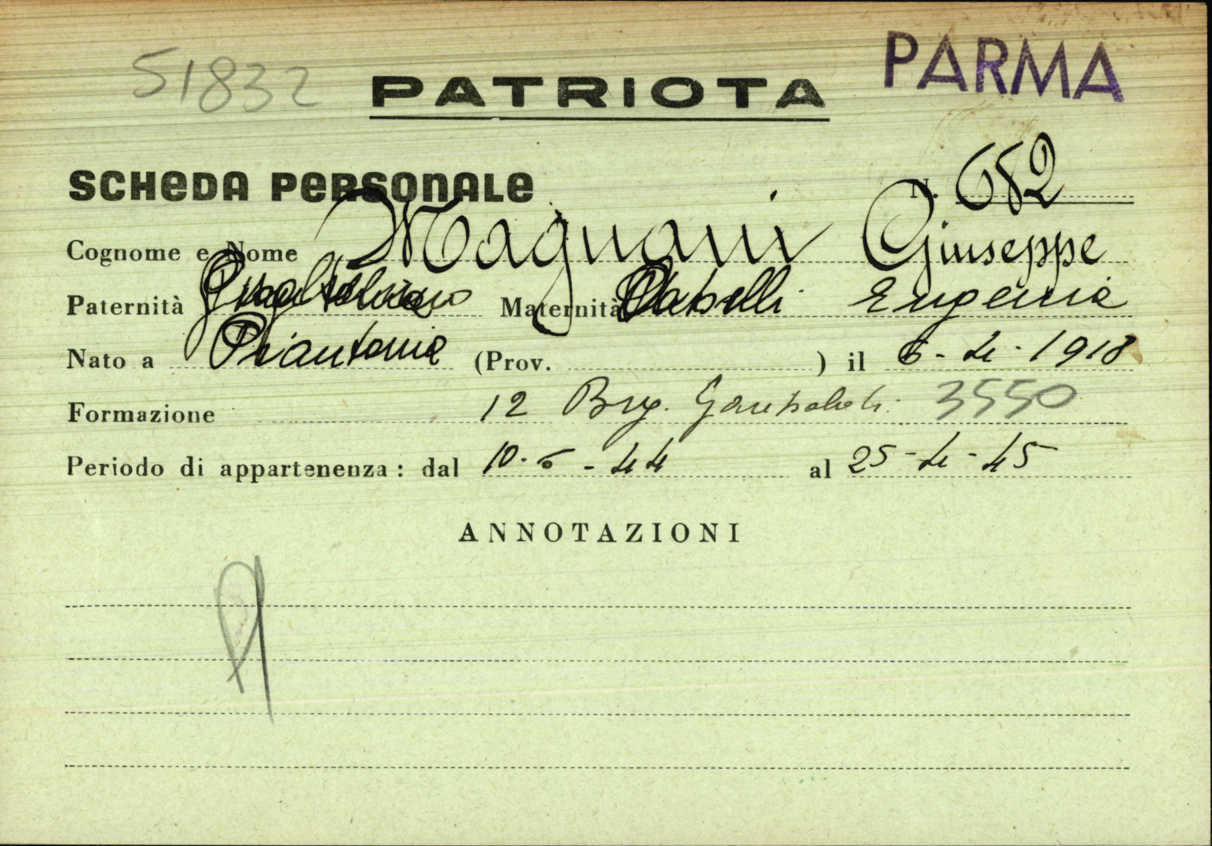 51832
PATRIOTA
PARMA
SCHEDA PERSONALE N. 682
Cognome e Nome Magnani Giuseppe
Paternità Maternità Eugenia
Nato a (Prov. ) il 6-4-1918
Formazione 12 Brg. Garibaldi 3550
Periodo di appartenenza: dal 10-6-44 al 25-4-45
ANNOTAZIONI